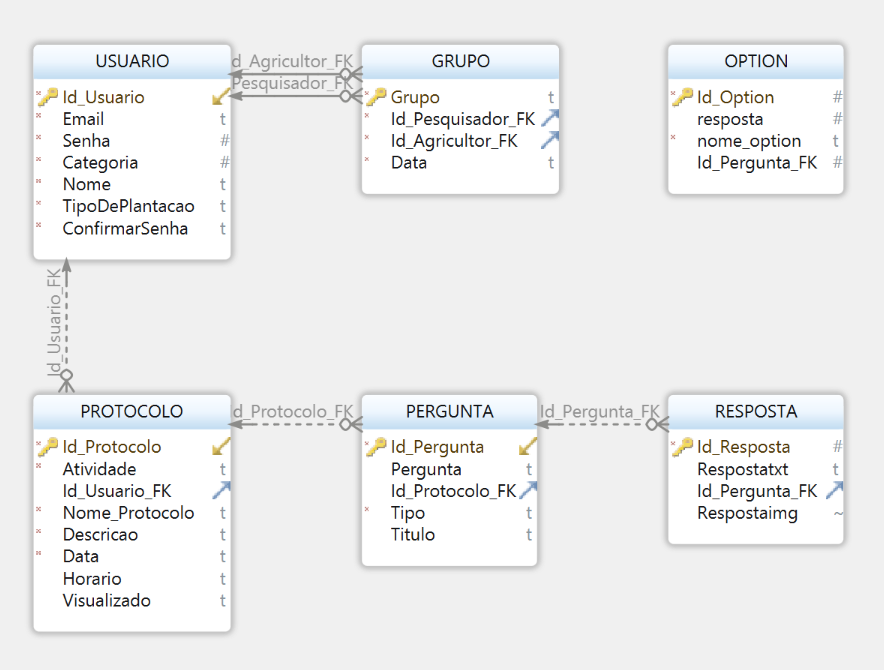 USUARIO
Id_Usuario
Email t
Senha #
Categoria #
Nome t
TipoDePlantacao t
ConfirmarSenha t
d_Agricultor_FK
Pesquisador_FK
GRUPO
Grupo t
Id_Pesquisador_FK
Id_Agricultor_FK
Data t
OPTION
Id_Option #
resposta #
nome_option t
Id_Pergunta_FK #
Id_Usuario_FK
PROTOCOLO
Id_Protocolo
Atividade t
Id_Usuario_FK
Nome_Protocolo t
Descricao t
Data t
Horario t
Visualizado t
d_Protocolo_FK
PERGUNTA
Id_Pergunta
Pergunta t
Id_Protocolo_FK
Tipo t
Titulo t
Id_Pergunta_FK
RESPOSTA
Id_Resposta #
Respostatxt t
Id_Pergunta_FK
Respostaimg ~